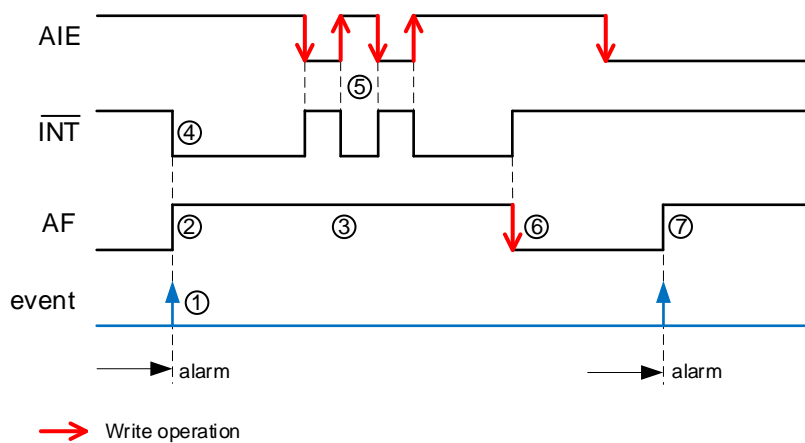 AIE
⑤
INT
④
AF
② ③ ⑥ ⑦
event
①
alarm alarm
Write operation